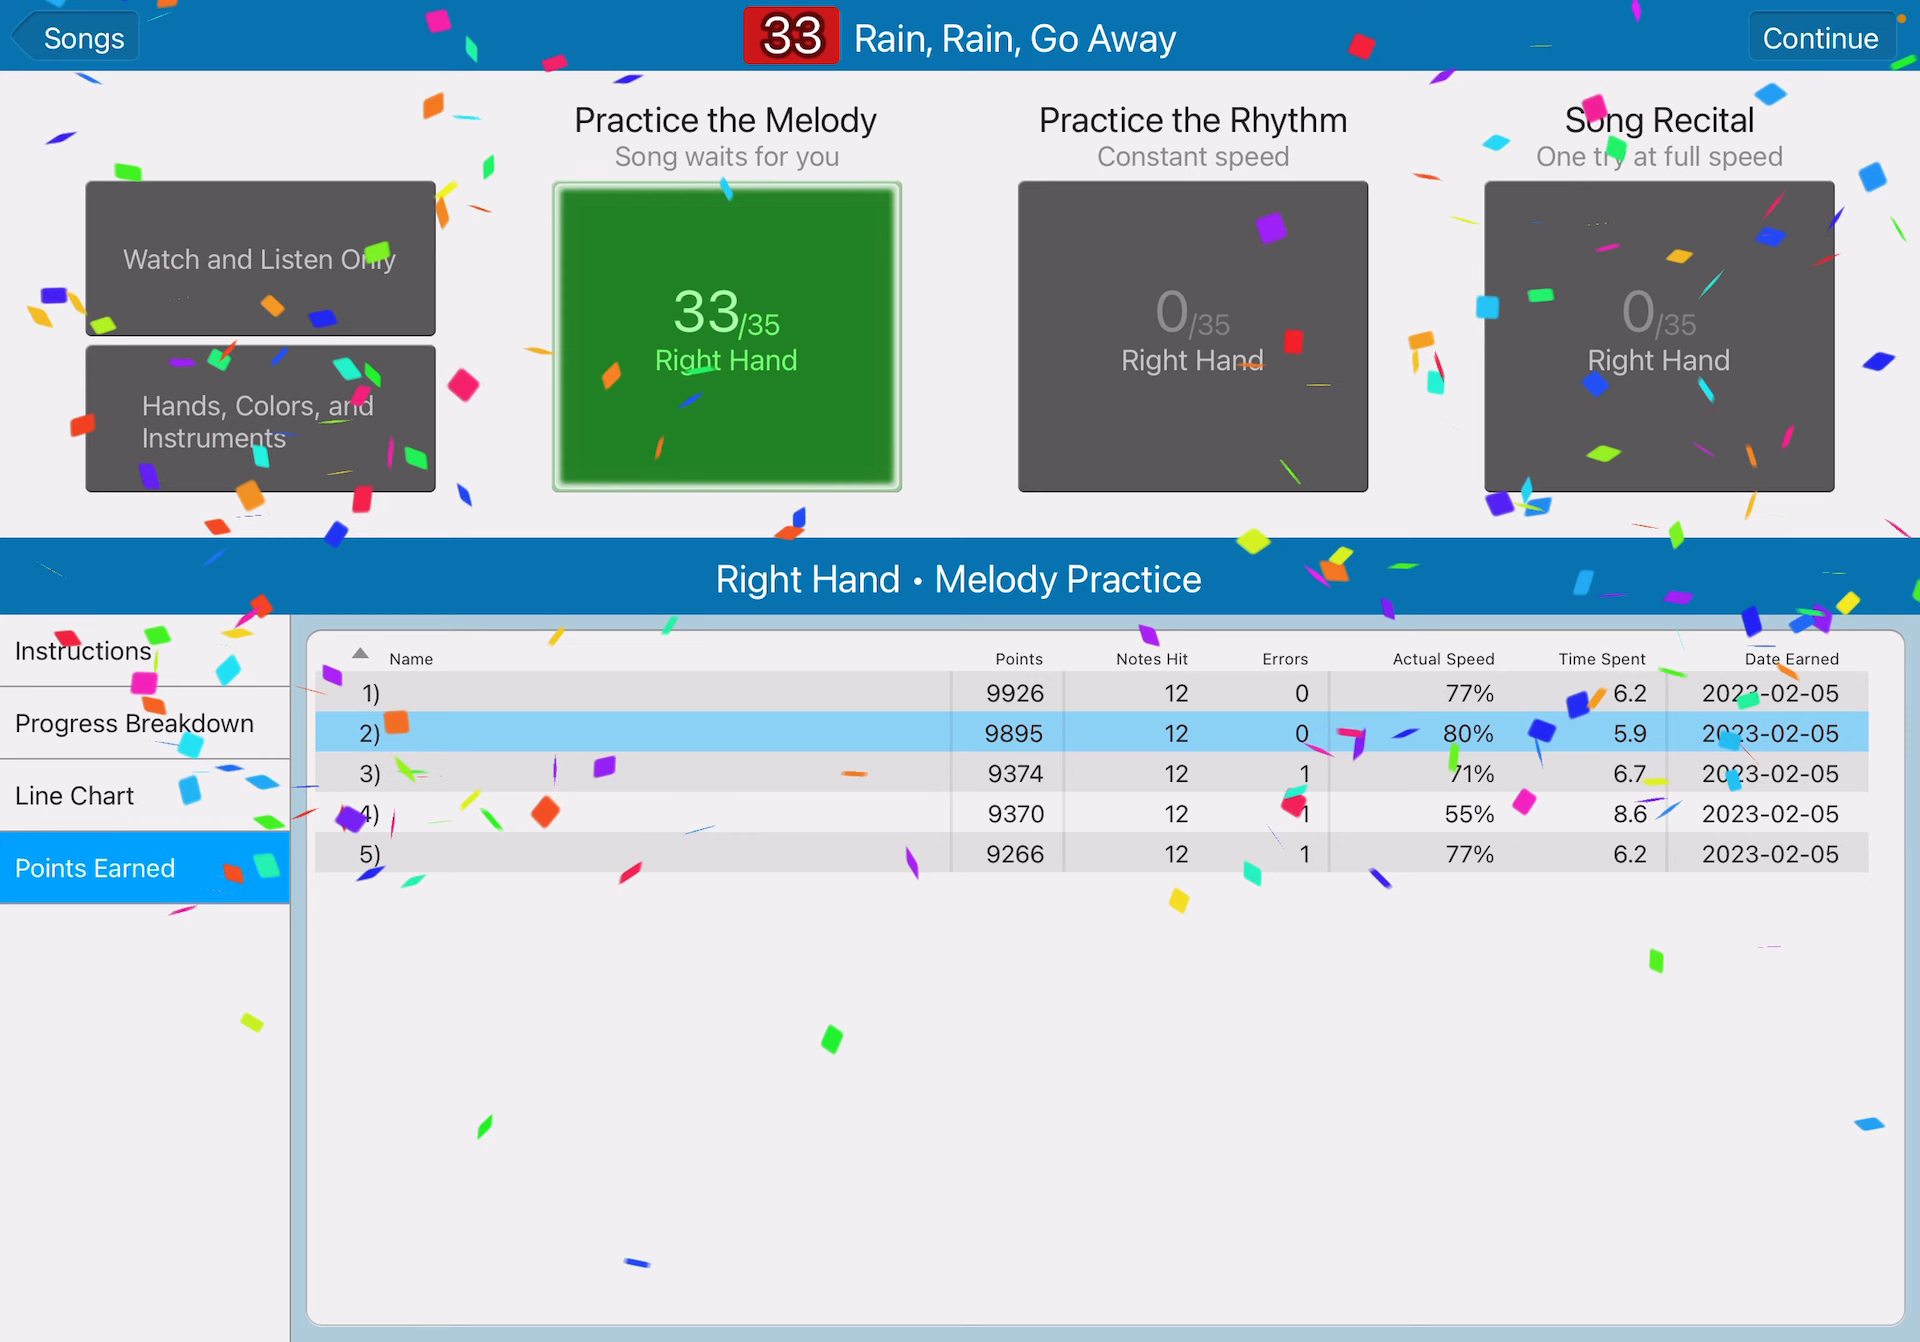 Songs
33 Rain, Rain, Go Away
Continue
Practice the Melody
Song waits for you
Practice the Rhythm
Constant speed
Song Recital
One try at full speed
Watch and Listen Only
Hands, Colors, and
Instruments
33/35
Right Hand
0/35
Right Hand
0/35
Right Hand
Right Hand • Melody Practice
Instructions
Progress Breakdown
Line Chart
Points Earned
Name Points Notes Hit Errors Actual Speed Time Spent Date Earned
1) 9926 12 0 77% 6.2 2023-02-05
2) 9895 12 0 80% 5.9 2023-02-05
3) 9374 12 1 71% 6.7 2023-02-05
4) 9370 12 1 55% 8.6 2023-02-05
5) 9266 12 1 77% 6.2 2023-02-05